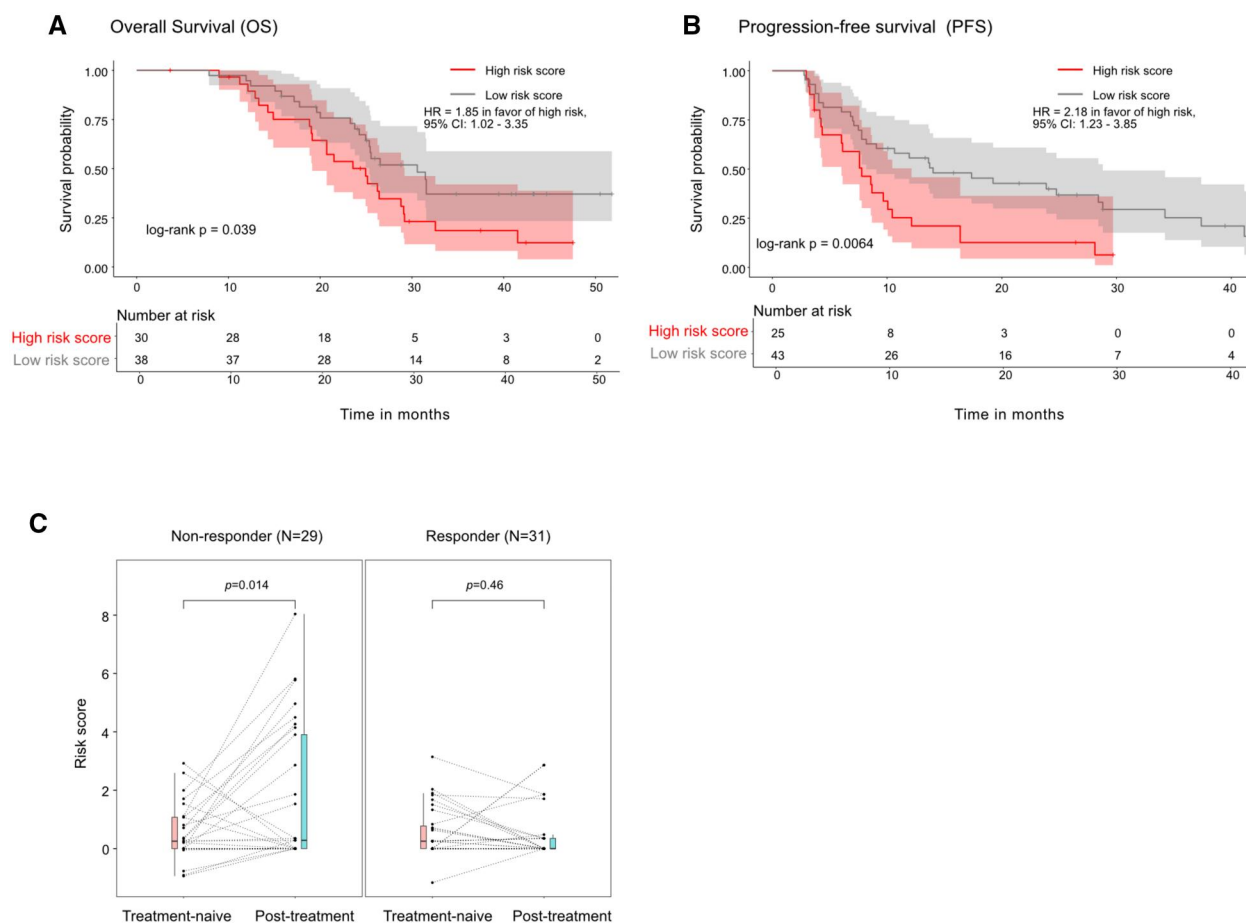 A Overall Survival (OS)
Survival probability
1.00
0.75
0.50
0.25
0.00
High risk score
Low risk score
HR = 1.85 in favor of high risk,
95% CI: 1.02 - 3.35
log-rank p = 0.039
0 10 20 30 40 50
Number at risk
High risk score 30 28 18 5 3 0
Low risk score 38 37 28 14 8 2
0 10 20 30 40 50
Time in months
B Progression-free survival (PFS)
Survival probability
1.00
0.75
0.50
0.25
0.00
High risk score
Low risk score
HR = 2.18 in favor of high risk,
95% CI: 1.23 - 3.85
log-rank p = 0.0064
0 10 20 30 40
Number at risk
High risk score 25 8 3 0 0
Low risk score 43 26 16 7 4
0 10 20 30 40
Time in months
C
Non-responder (N=29) Responder (N=31)
p=0.014 p=0.46
Risk score
8
6
4
2
0
Treatment-naive Post-treatment Treatment-naive Post-treatment